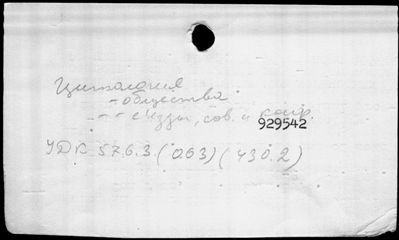 Цитология
- общества
- - съезды, сов. и конф.
929542
УДК 576.3.(063)(430.2)